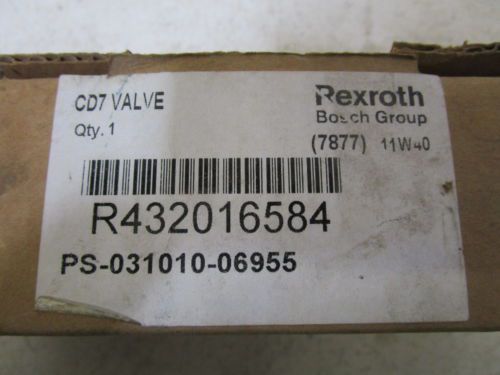 CD7 VALVE
Qty. 1
Rexroth
Bosch Group
(7877) 11W40
R432016584
PS-031010-06955